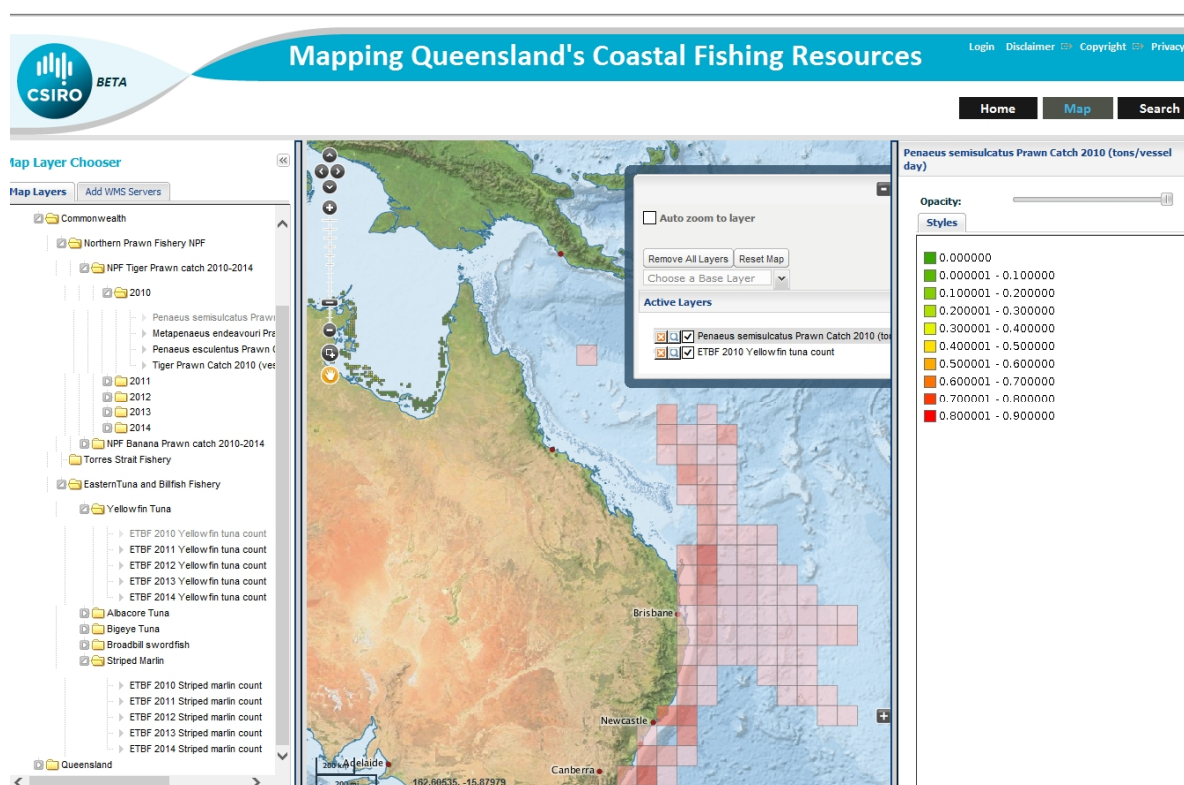 Mapping Queensland's Coastal Fishing Resources
Login Disclaimer Copyright Privacy
CSIRO
BETA
Home Map Search
Map Layer Chooser
Map Layers Add WMS Servers
Commonwealth
Northern Prawn Fishery NPF
NPF Tiger Prawn catch 2010-2014
2010
Penaeus semisulcatus Praw
Metapenaeus endeavouri Pra
Penaeus esculentus Prawn
Tiger Prawn Catch 2010 (ves
2011
2012
2013
2014
NPF Banana Prawn catch 2010-2014
Torres Strait Fishery
EasternTuna and Billfish Fishery
Yellowfin Tuna
ETBF 2010 Yellowfin tuna count
ETBF 2011 Yellowfin tuna count
ETBF 2012 Yellowfin tuna count
ETBF 2013 Yellowfin tuna count
ETBF 2014 Yellowfin tuna count
Albacore Tuna
Bigeye Tuna
Broadbill swordfish
Striped Marlin
ETBF 2010 Striped marlin count
ETBF 2011 Striped marlin count
ETBF 2012 Striped marlin count
ETBF 2013 Striped marlin count
ETBF 2014 Striped marlin count
Queensland
Auto zoom to layer
Remove All Layers Reset Map
Choose a Base Layer
Active Layers
Penaeus semisulcatus Prawn Catch 2010 (to
ETBF 2010 Yellowfin tuna count
Brisbane
Newcastle
Adelaide
Canberra
200 km
200 mi
162.60535, -15.87979
Penaeus semisulcatus Prawn Catch 2010 (tons/vessel
day)
Opacity:
Styles
0.000000
0.000001 - 0.100000
0.100001 - 0.200000
0.200001 - 0.300000
0.300001 - 0.400000
0.400001 - 0.500000
0.500001 - 0.600000
0.600001 - 0.700000
0.700001 - 0.800000
0.800001 - 0.900000